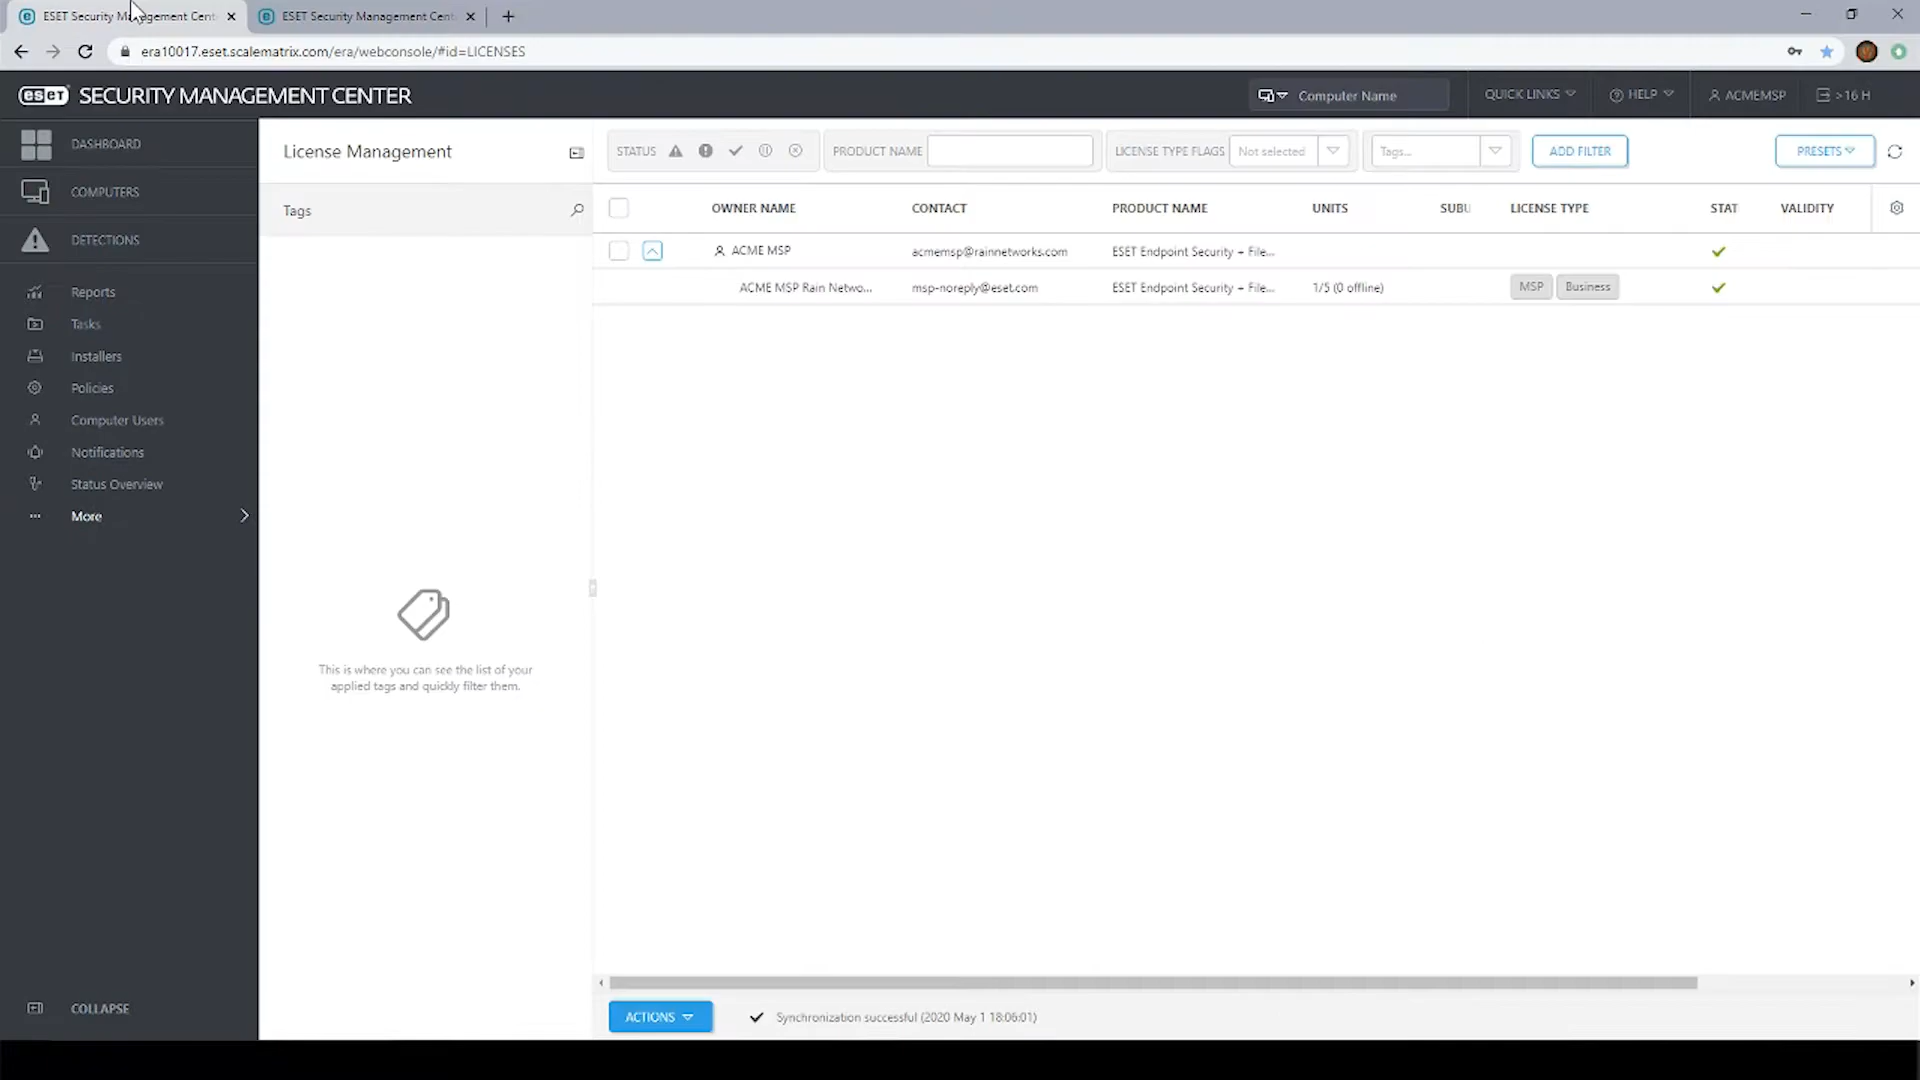 ESET Security Management Cent
ESET Security Management Cent
era10017.eset.scalematrix.com/era/webconsole/#id=LICENSES
eset SECURITY MANAGEMENT CENTER
Computer Name
QUICK LINKS
HELP
ACMEMSP
>16 H
DASHBOARD
COMPUTERS
DETECTIONS
Reports
Tasks
Installers
Policies
Computer Users
Notifications
Status Overview
More
COLLAPSE
License Management
Tags
This is where you can see the list of your
applied tags and quickly filter them.
STATUS
PRODUCT NAME
LICENSE TYPE FLAGS Not selected
Tags...
ADD FILTER
PRESETS
OWNER NAME CONTACT PRODUCT NAME UNITS SUBU LICENSE TYPE STAT VALIDITY
ACME MSP acmemsp@rainnetworks.com ESET Endpoint Security + File...
ACME MSP Rain Netwo... msp-noreply@eset.com ESET Endpoint Security + File... 1/5 (0 offline) MSP Business
ACTIONS
Synchronization successful (2020 May 1 18:06:01)